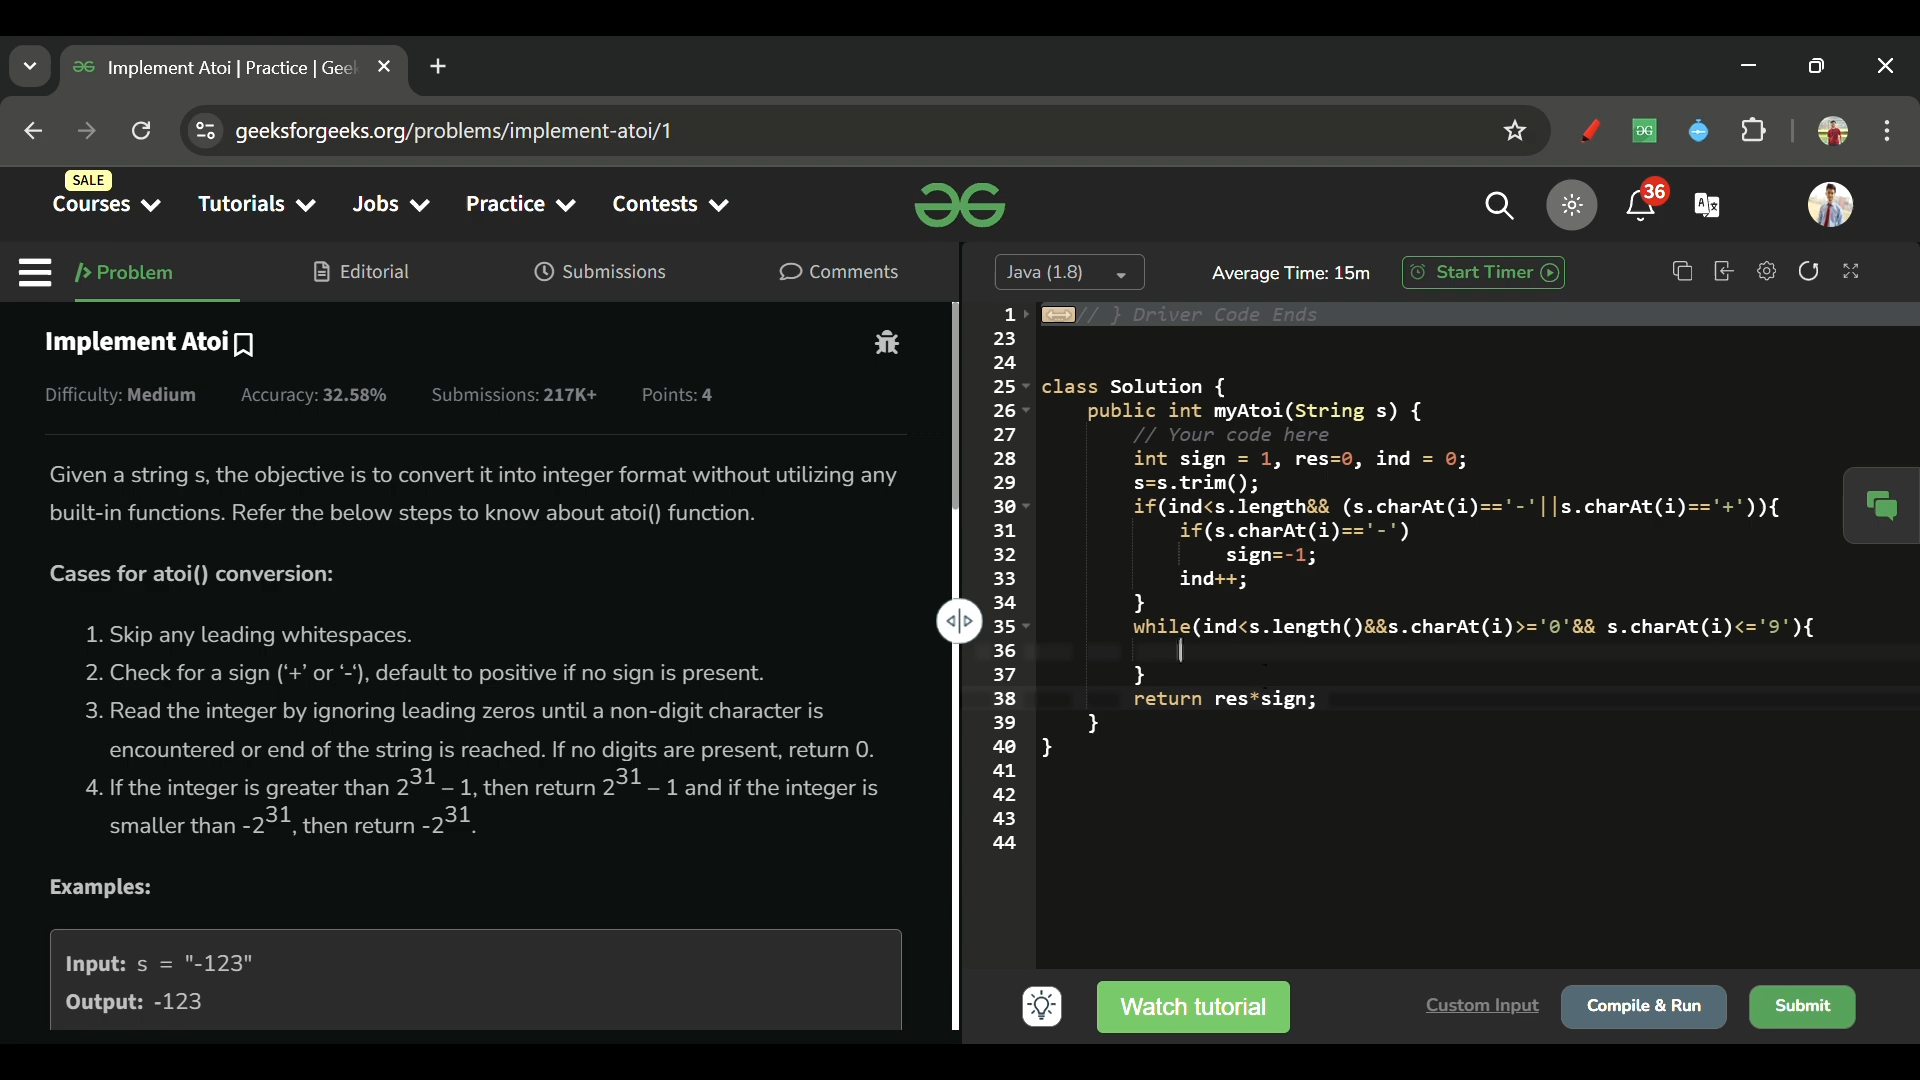 Implement Atoi | Practice | Geek
geeksforgeeks.org/problems/implement-atoi/1
SALE
Courses
Tutorials
Jobs
Practice
Contests
36
Problem
Editorial
Submissions
Comments
Java (1.8)
Average Time: 15m
Start Timer
Implement Atoi
Difficulty: Medium
Accuracy: 32.58%
Submissions: 217K+
Points: 4
Given a string s, the objective is to convert it into integer format without utilizing any
built-in functions. Refer the below steps to know about atoi() function.
Cases for atoi() conversion:
1. Skip any leading whitespaces.
2. Check for a sign (‘+’ or ‘-‘), default to positive if no sign is present.
3. Read the integer by ignoring leading zeros until a non-digit character is
encountered or end of the string is reached. If no digits are present, return 0.
4. If the integer is greater than 2^31 – 1, then return 2^31 – 1 and if the integer is
smaller than -2^31, then return -2^31.
Examples:
Input: s = "-123"
Output: -123
1 // } Driver Code Ends
23
24
25 class Solution {
26 public int myAtoi(String s) {
27 // Your code here
28 int sign = 1, res=0, ind = 0;
29 s=s.trim();
30 if(ind<s.length&& (s.charAt(i)=='-'||s.charAt(i)=='+')){
31 if(s.charAt(i)=='-')
32 sign=-1;
33 ind++;
34 }
35 while(ind<s.length()&&s.charAt(i)>='0'&& s.charAt(i)<='9'){
36
37 }
38 return res*sign;
39 }
40 }
41
42
43
44
Watch tutorial
Custom Input
Compile & Run
Submit